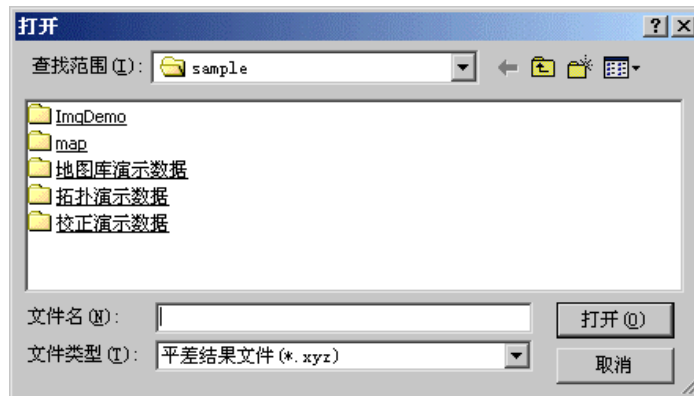 打开
查找范围(I): sample
ImgDemo
map
地图库演示数据
拓扑演示数据
校正演示数据
文件名(N): 打开(O)
文件类型(T): 平差结果文件(*.xyz) 取消